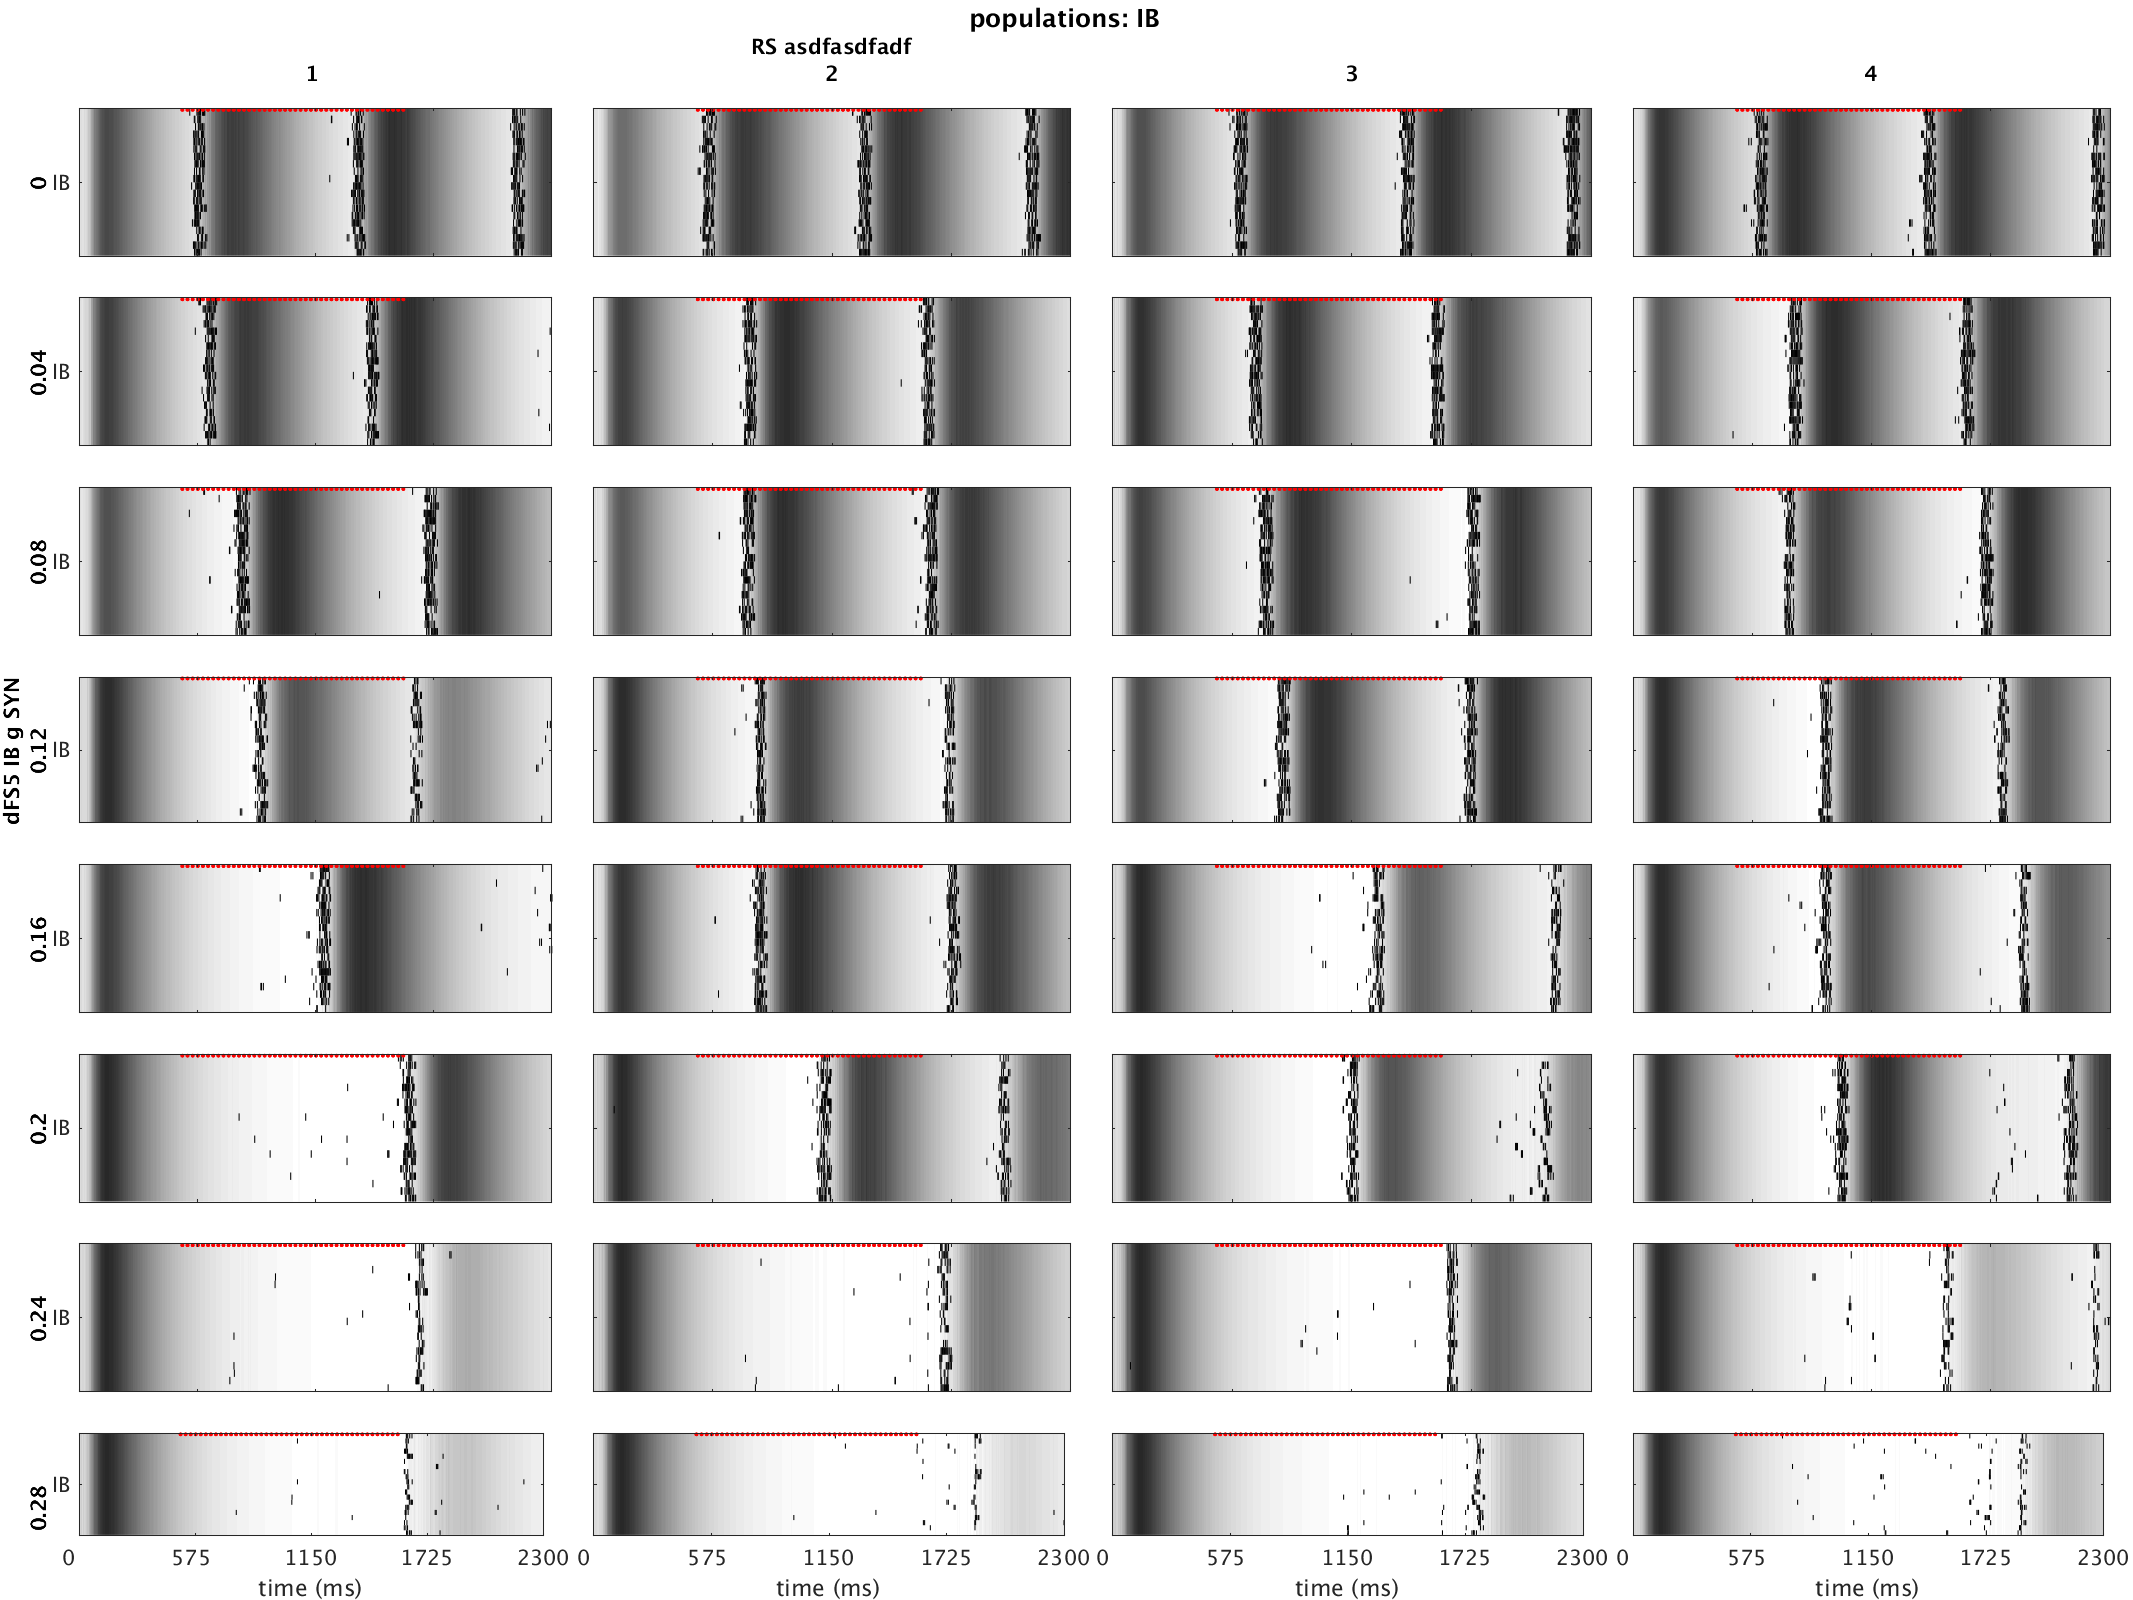 populations: IB
RS asdfasdfadf
1 2 3 4
dFS5 IB g SYN
0 IB
0.04 IB
0.08 IB
0.12 IB
0.16 IB
0.2 IB
0.24 IB
0.28 IB
0 575 1150 1725 2300 0 575 1150 1725 2300 0 575 1150 1725 2300 0 575 1150 1725 2300
time (ms) time (ms) time (ms) time (ms)